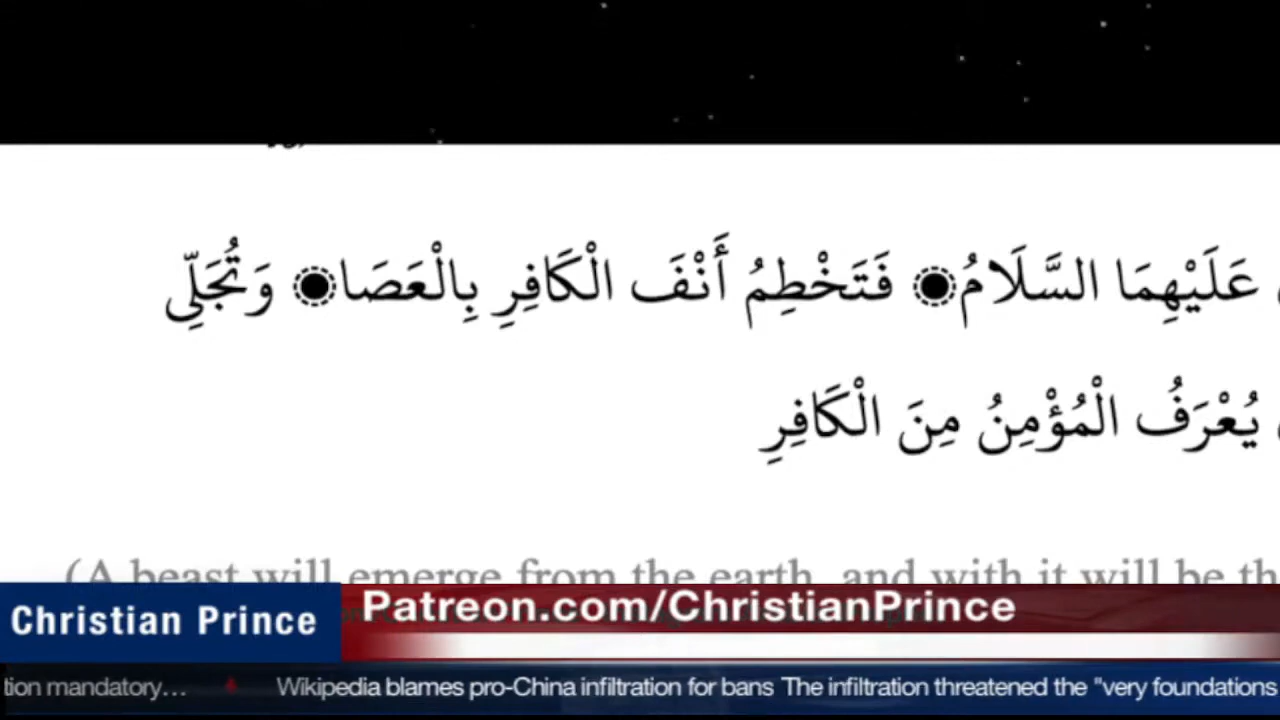 عَلَيْهِمَا السَّلَامُ فَتَخْطِمُ أَنْفَ الْكَافِرِ بِالْعَصَا وَتُجَلِّي
يُعْرَفُ الْمُؤْمِنُ مِنَ الْكَافِرِ
(A beast will emerge from the earth, and with it will be th
Christian Prince
Patreon.com/ChristianPrince
tion mandatory... Wikipedia blames pro-China infiltration for bans The infiltration threatened the "very foundations